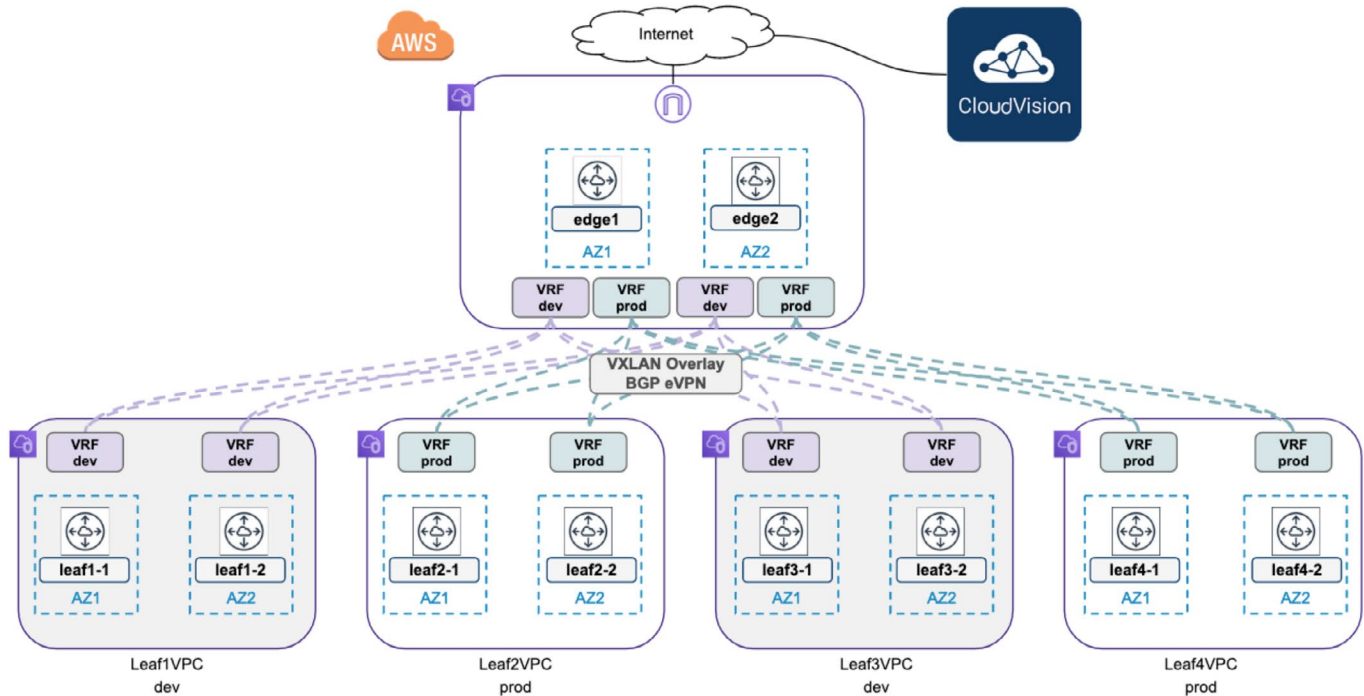 AWS
Internet
CloudVision
edge1
edge2
AZ1
AZ2
VRF
dev
VRF
prod
VRF
dev
VRF
prod
VXLAN Overlay
BGP eVPN
VRF
dev
VRF
dev
VRF
prod
VRF
prod
VRF
dev
VRF
dev
VRF
prod
VRF
prod
leaf1-1
leaf1-2
leaf2-1
leaf2-2
leaf3-1
leaf3-2
leaf4-1
leaf4-2
AZ1
AZ2
AZ1
AZ2
AZ1
AZ2
AZ1
AZ2
Leaf1VPC
dev
Leaf2VPC
prod
Leaf3VPC
dev
Leaf4VPC
prod